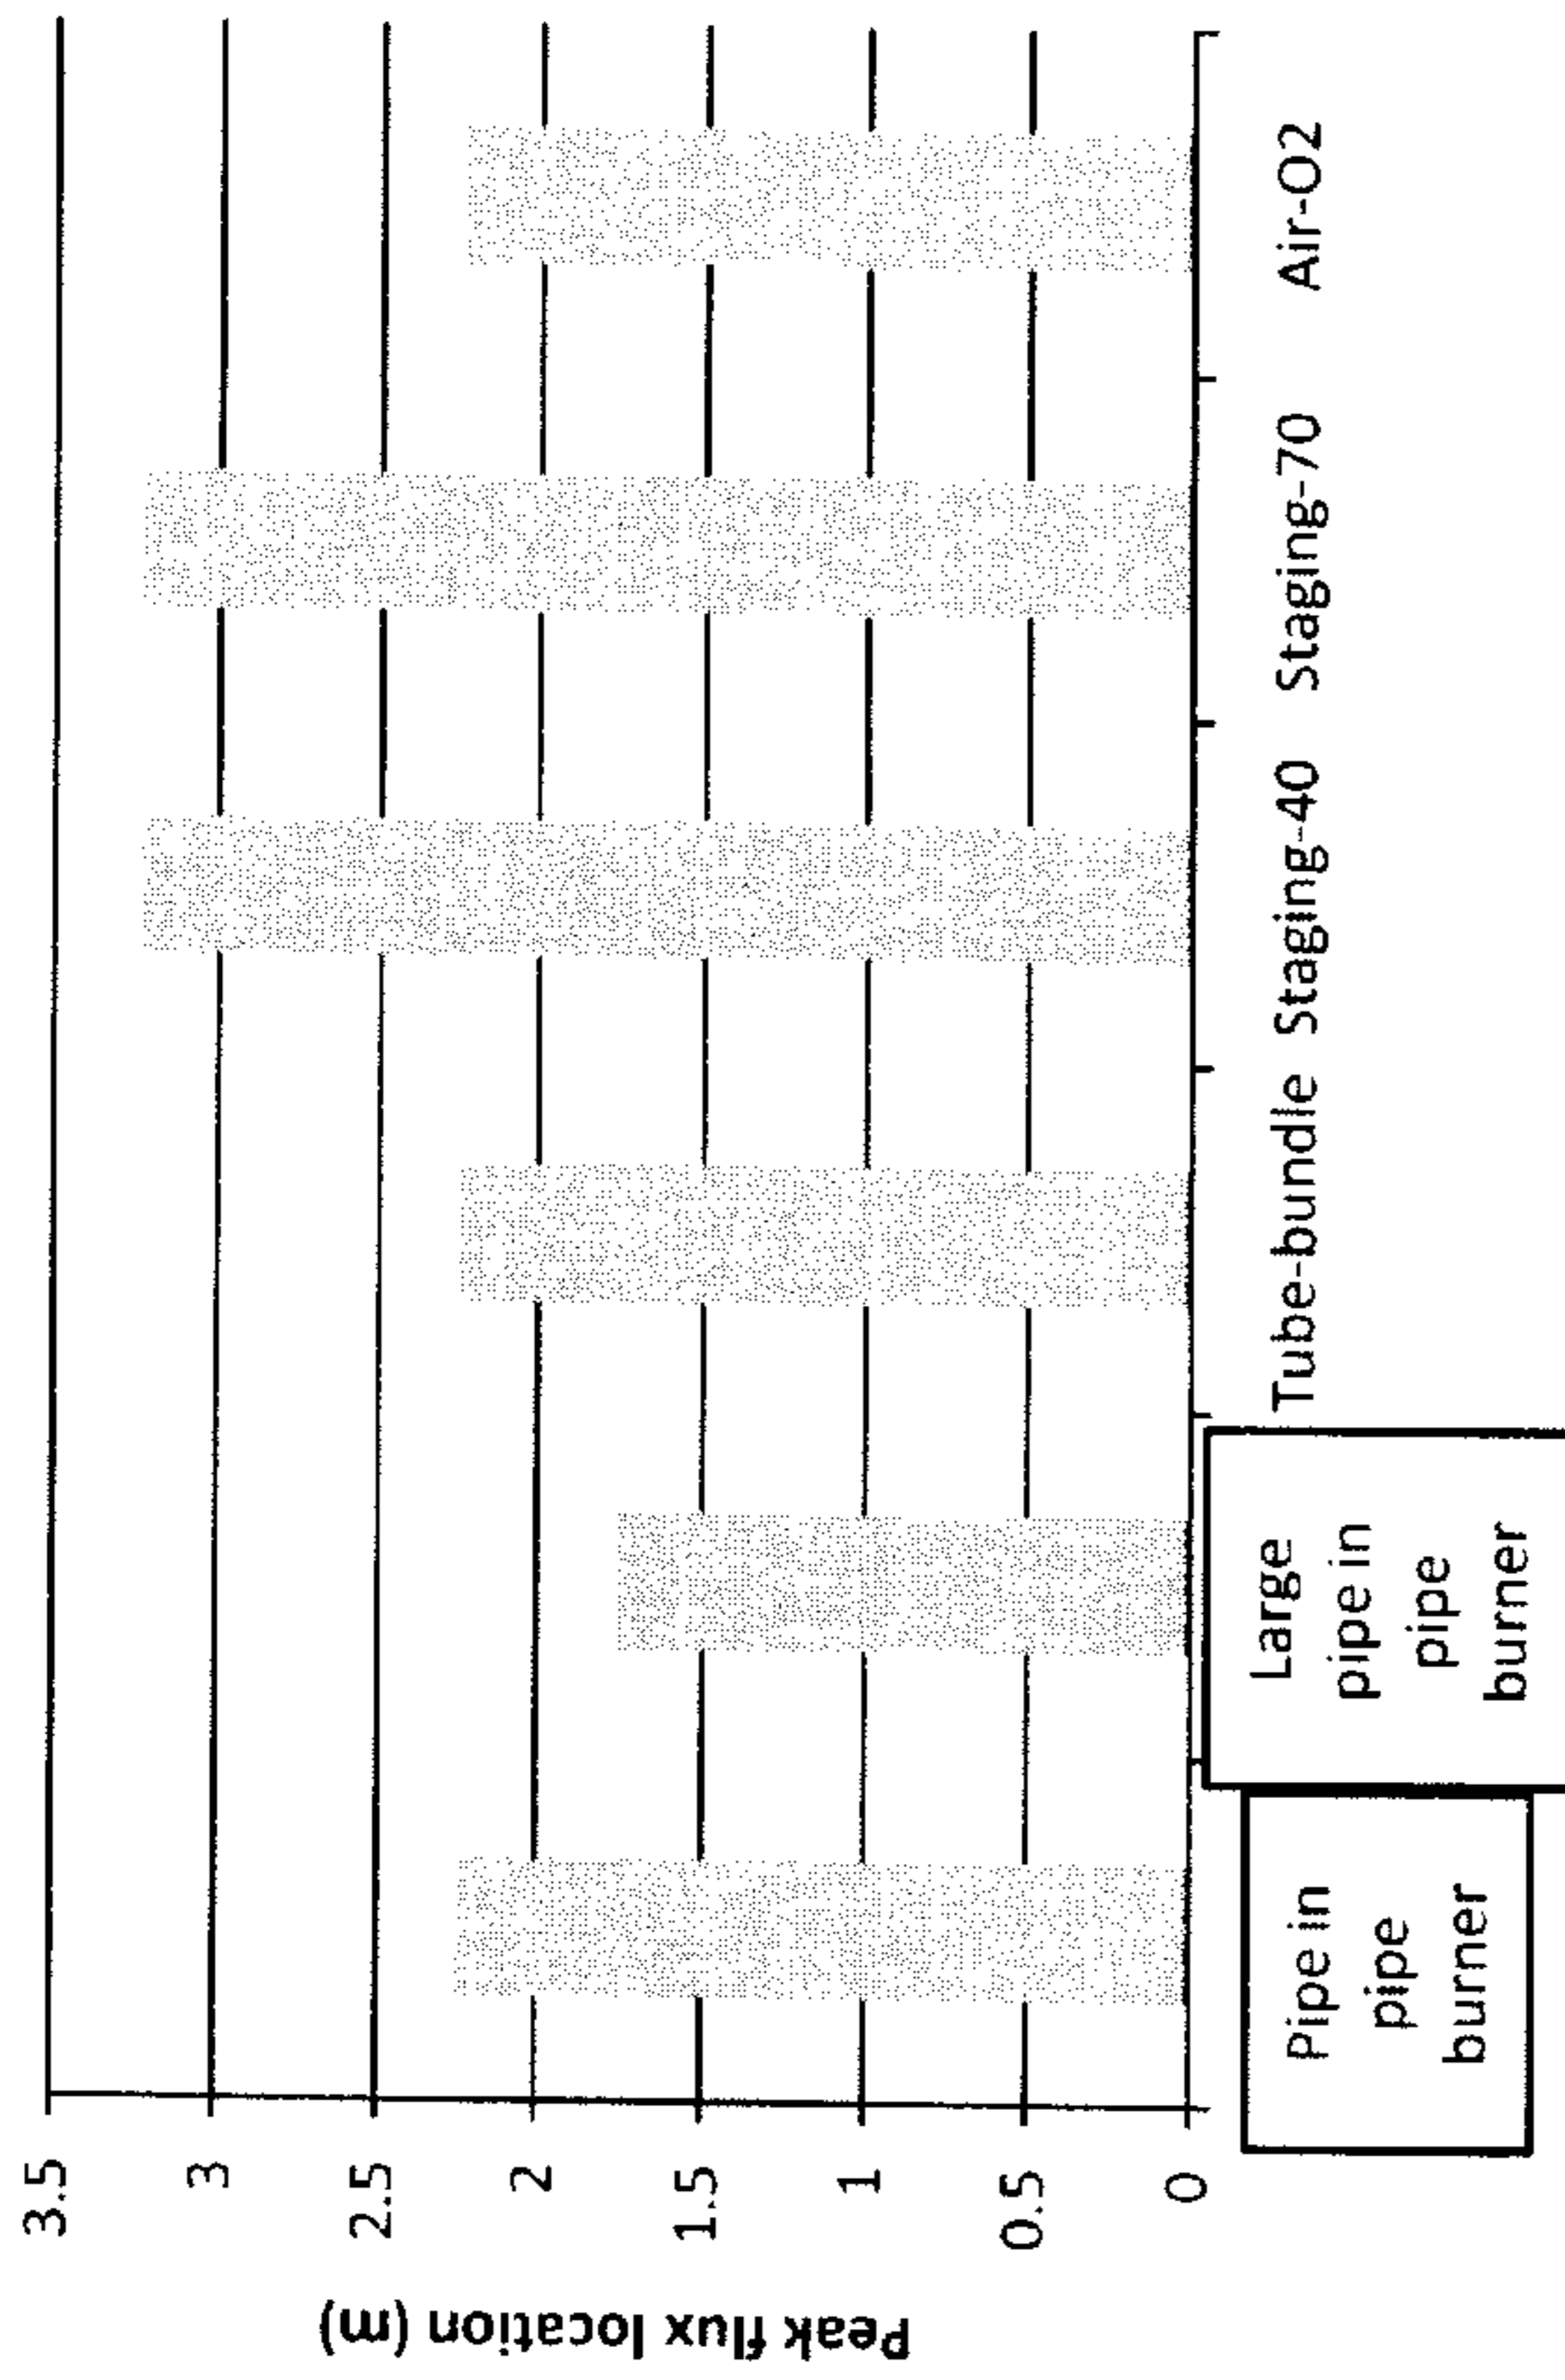 Peak flux location (m)
3.5
3
2.5
2
1.5
1
0.5
0
Pipe in
pipe
burner
Large
pipe in
pipe
burner
Tube-bundle
Staging-40
Staging-70
Air-O2